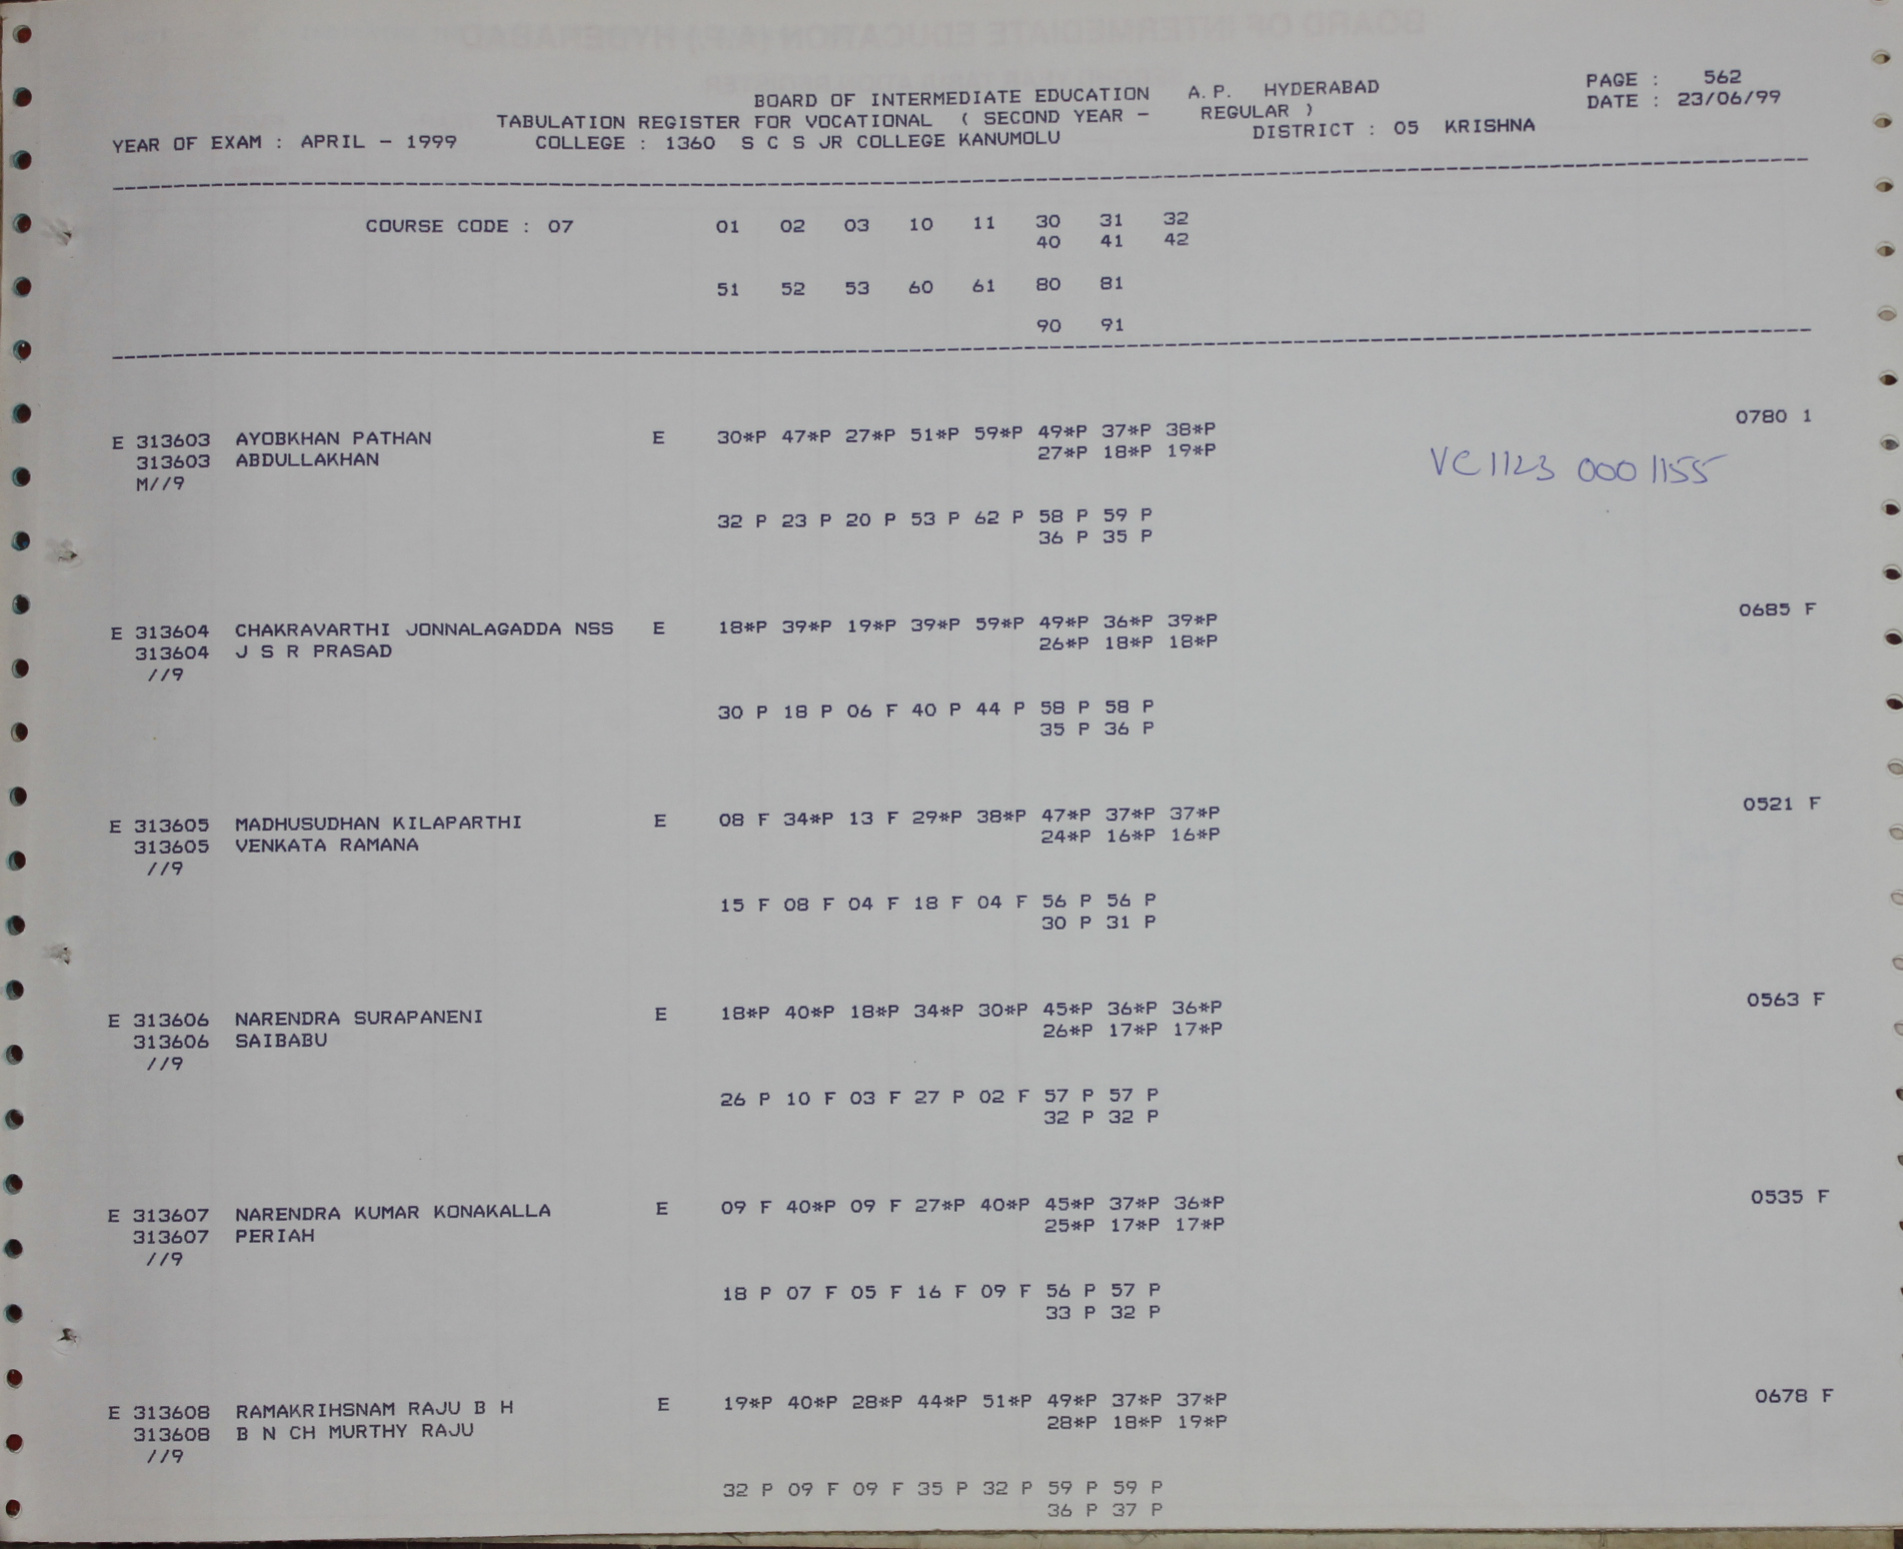 PAGE : 562
BOARD OF INTERMEDIATE EDUCATION A.P. HYDERABAD
DATE : 23/06/99
TABULATION REGISTER FOR VOCATIONAL ( SECOND YEAR - REGULAR )
YEAR OF EXAM : APRIL - 1999 COLLEGE : 1360 S C S JR COLLEGE KANUMOLU DISTRICT : 05 KRISHNA
COURSE CODE : 07 01 02 03 10 11 30 31 32
40 41 42
51 52 53 60 61 80 81
90 91
E 313603 AYOBKHAN PATHAN E 30*P 47*P 27*P 51*P 59*P 49*P 37*P 38*P 0780 1
313603 ABDULLAKHAN 27*P 18*P 19*P
VC1123 0001155
M//9
32 P 23 P 20 P 53 P 62 P 58 P 59 P
36 P 35 P
E 313604 CHAKRAVARTHI JONNALAGADDA NSS E 18*P 39*P 19*P 39*P 59*P 49*P 36*P 39*P 0685 F
313604 J S R PRASAD 26*P 18*P 18*P
//9
30 P 18 P 06 F 40 P 44 P 58 P 58 P
35 P 36 P
E 313605 MADHUSUDHAN KILAPARTHI E 08 F 34*P 13 F 29*P 38*P 47*P 37*P 37*P 0521 F
313605 VENKATA RAMANA 24*P 16*P 16*P
//9
15 F 08 F 04 F 18 F 04 F 56 P 56 P
30 P 31 P
E 313606 NARENDRA SURAPANENI E 18*P 40*P 18*P 34*P 30*P 45*P 36*P 36*P 0563 F
313606 SAIBABU 26*P 17*P 17*P
//9
26 P 10 F 03 F 27 P 02 F 57 P 57 P
32 P 32 P
E 313607 NARENDRA KUMAR KONAKALLA E 09 F 40*P 09 F 27*P 40*P 45*P 37*P 36*P 0535 F
313607 PERIAH 25*P 17*P 17*P
//9
18 P 07 F 05 F 16 F 09 F 56 P 57 P
33 P 32 P
E 313608 RAMAKRIHSNAM RAJU B H E 19*P 40*P 28*P 44*P 51*P 49*P 37*P 37*P 0678 F
313608 B N CH MURTHY RAJU 28*P 18*P 19*P
//9
32 P 09 F 09 F 35 P 32 P 59 P 59 P
36 P 37 P